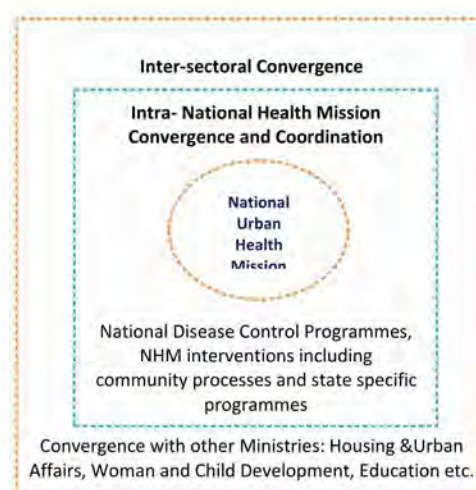 Inter-sectoral Convergence
Intra- National Health Mission
Convergence and Coordination
National
Urban
Health
Mission
National Disease Control Programmes,
NHM interventions including
community processes and state specific
programmes
Convergence with other Ministries: Housing &Urban
Affairs, Woman and Child Development, Education etc.